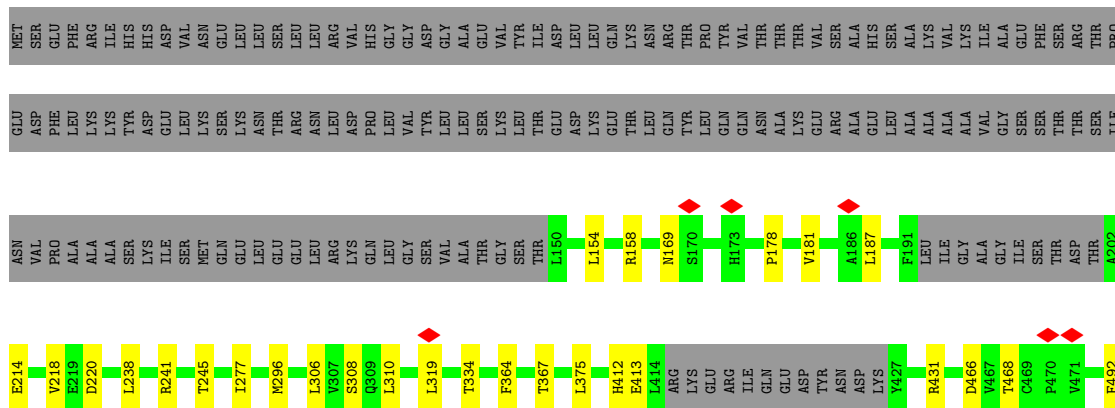 MET SER GLU PHE ARG ILE HIS HIS ASP VAL ASN GLU LEU LEU SER LEU LEU ARG VAL HIS GLY GLY ASP GLY ALA GLU VAL TYR ILE ASP LEU LEU GLN LYS ASN ARG THR PRO TYR VAL THR THR THR VAL SER ALA HIS SER ALA LYS VAL LYS ILE ALA GLU PHE SER ARG THR PRO
GLU ASP PHE LEU LYS LYS TYR ASP GLU LEU LYS SER LYS ASN THR ARG ASN LEU ASP PRO LEU VAL TYR LEU LEU SER LYS LEU THR GLU ASP LYS GLU THR LEU GLN TYR LEU GLN GLN ASN ALA LYS GLU ARG ALA GLU LEU ALA ALA ALA ALA VAL GLY SER SER THR THR SER ILE
ASN VAL PRO ALA ALA ALA SER LYS ILE SER MET GLN GLU LEU GLU GLU LEU ARG LYS GLN LEU GLY SER VAL ALA THR GLY SER THR L150 L154 R158 N169 S170 H173 P178 V181 A186 L187 F191 LEU ILE GLY ALA GLY ILE SER THR ASP THR A202
E214 V218 E219 D220 L238 R241 T245 I277 M296 L306 V307 S308 Q309 L310 L319 T334 F364 T367 L375 H412 E413 L414 ARG LYS GLU ARG ILE GLN GLU ASP TYR ASN ASP LYS Y427 R431 D466 V467 T468 C469 P470 V471 E492